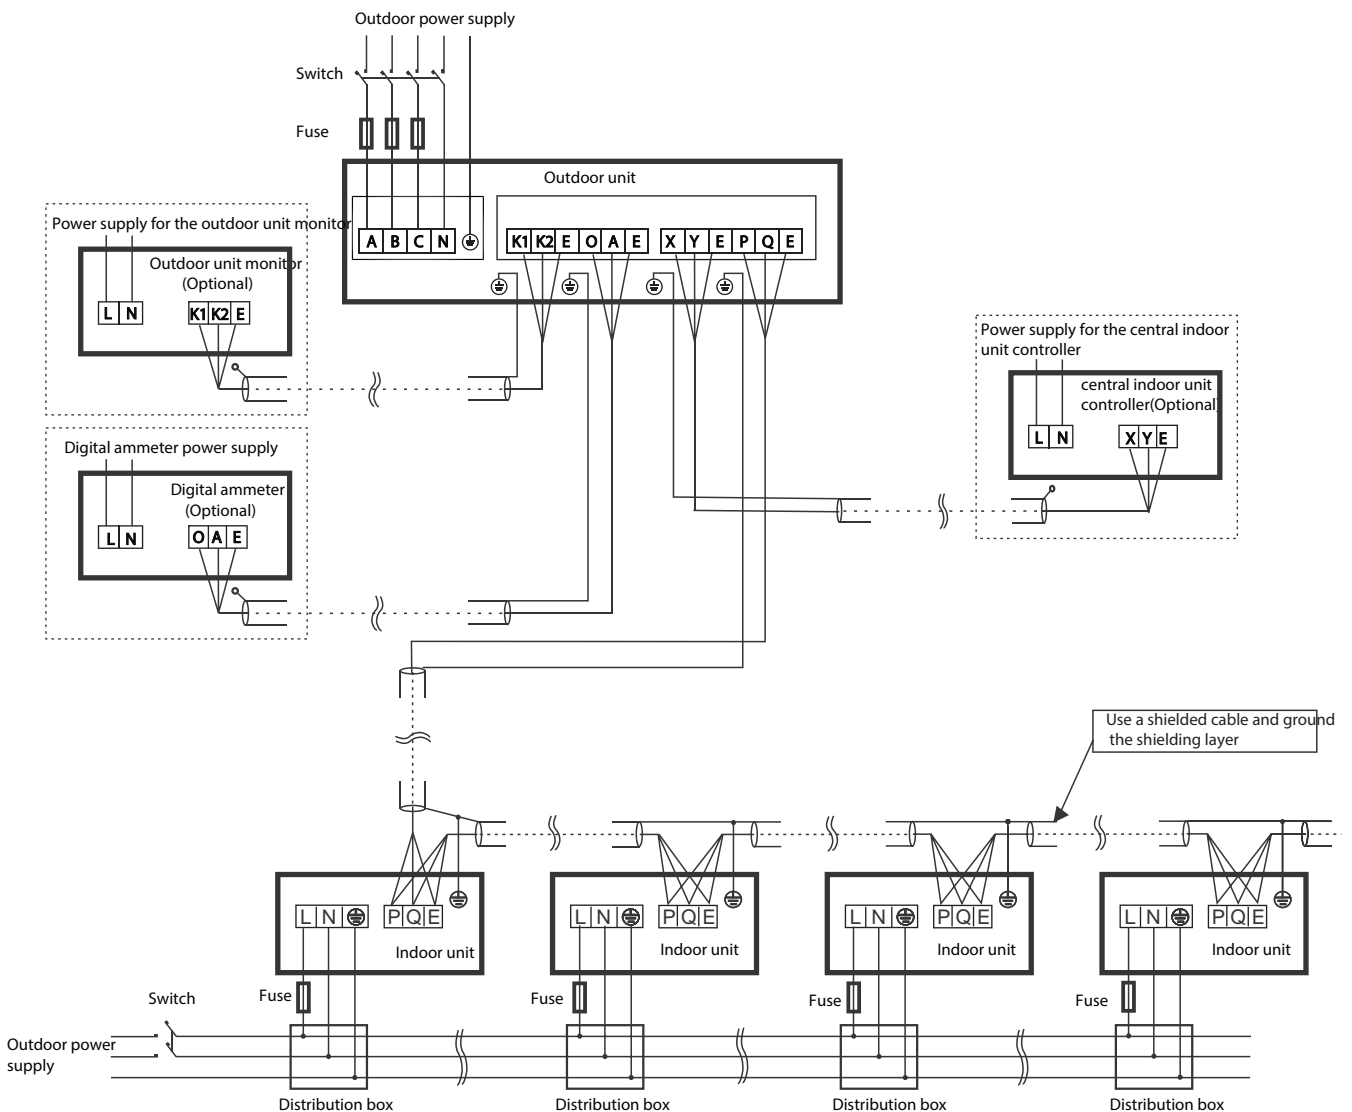 Outdoor power supply
Switch
Fuse
Outdoor unit
A B C N
K1 K2 E O A E X Y E P Q E
Power supply for the outdoor unit monitor
Outdoor unit monitor
(Optional)
L N K1 K2 E
Power supply for the central indoor
unit controller
central indoor unit
controller(Optional)
L N X Y E
Digital ammeter power supply
Digital ammeter
(Optional)
L N O A E
Use a shielded cable and ground
the shielding layer
L N P Q E
Indoor unit
L N P Q E
Indoor unit
L N P Q E
Indoor unit
L N P Q E
Indoor unit
Switch
Fuse
Fuse
Fuse
Fuse
Outdoor power
supply
Distribution box
Distribution box
Distribution box
Distribution box